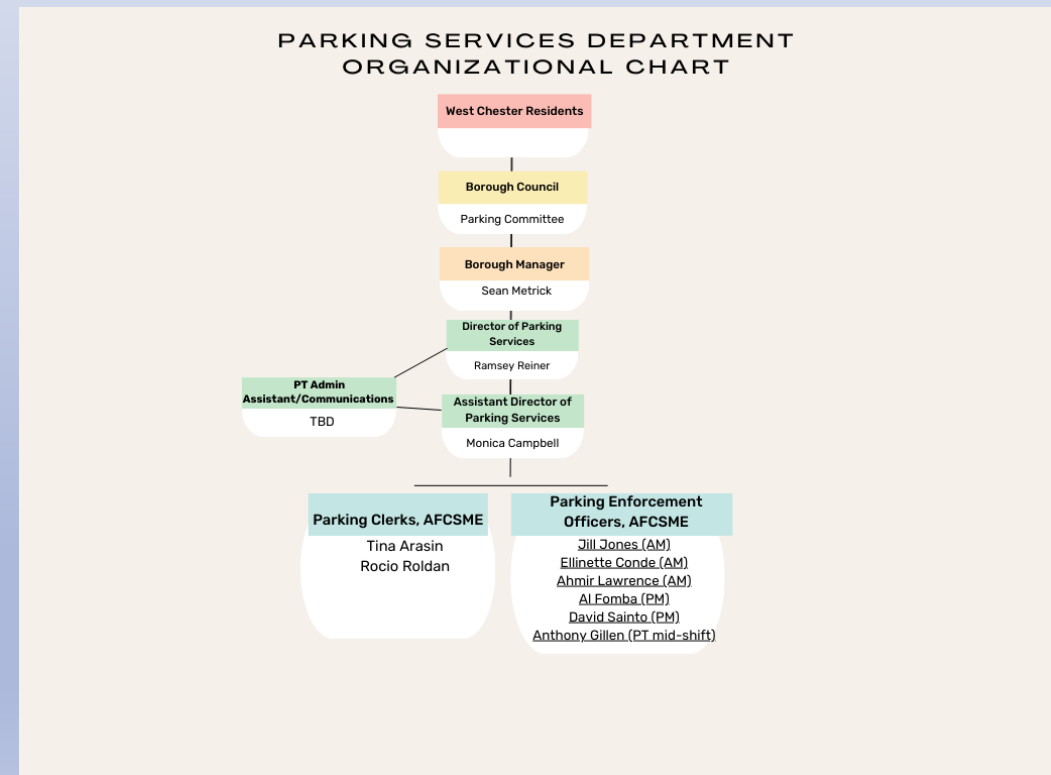 PARKING SERVICES DEPARTMENT
ORGANIZATIONAL CHART
West Chester Residents
Borough Council
Parking Committee
Borough Manager
Sean Metrick
Director of Parking
Services
Ramsey Reiner
PT Admin
Assistant/Communications
TBD
Assistant Director of
Parking Services
Monica Campbell
Parking Clerks, AFCSME
Tina Arasin
Rocio Roldan
Parking Enforcement
Officers, AFCSME
Jill Jones (AM)
Ellinette Conde (AM)
Ahmir Lawrence (AM)
Al Fomba (PM)
David Sainto (PM)
Anthony Gillen (PT mid-shift)